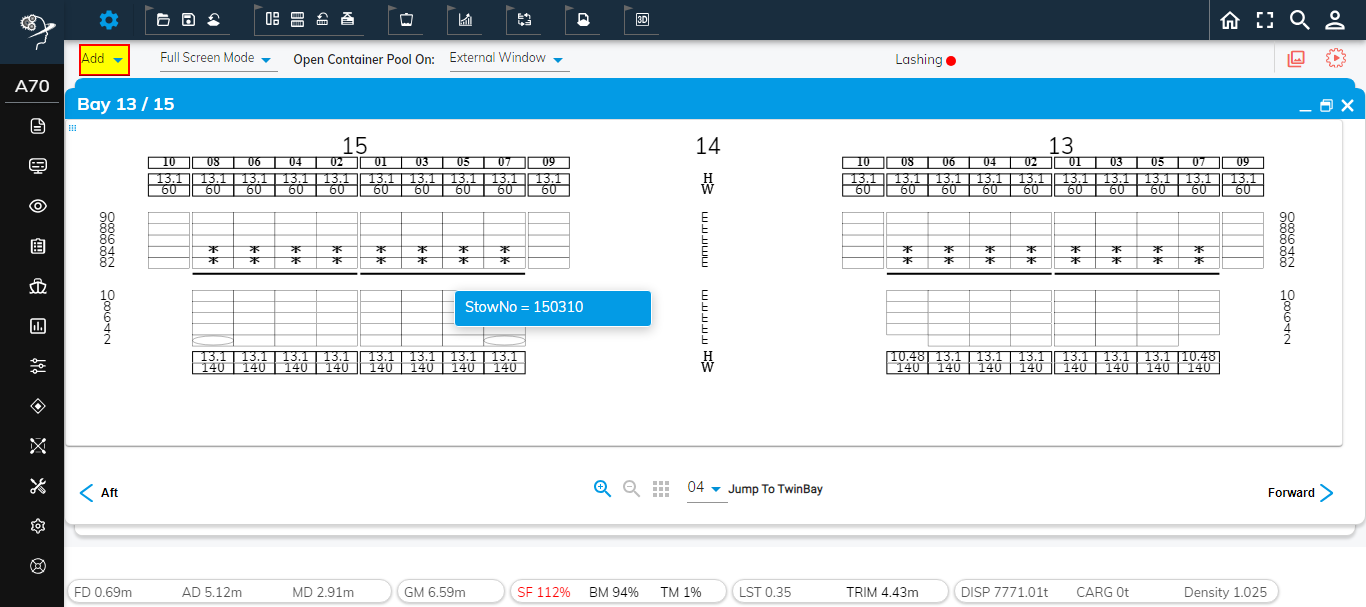 3D
A70
Add
Full Screen Mode
Open Container Pool On:
External Window
Lashing
Bay 13 / 15
15
14
13
10 08 06 04 02 01 03 05 07 09
10 08 06 04 02 01 03 05 07 09
13.1 13.1 13.1 13.1 13.1 13.1 13.1 13.1 13.1 13.1
H
13.1 13.1 13.1 13.1 13.1 13.1 13.1 13.1 13.1 13.1
60 60 60 60 60 60 60 60 60 60
W
60 60 60 60 60 60 60 60 60 60
90 E 90
88 E 88
86 E 86
84 * * * * * * * * E * * * * * * * * 84
82 * * * * * * * * E * * * * * * * * 82
10 E 10
8 E 8
6 E 6
4 E 4
2 E 2
StowNo = 150310
13.1 13.1 13.1 13.1 13.1 13.1 13.1 13.1
H
10.48 13.1 13.1 13.1 13.1 13.1 13.1 10.48
140 140 140 140 140 140 140 140
W
140 140 140 140 140 140 140 140
Aft
04
Jump To TwinBay
Forward
FD 0.69m AD 5.12m MD 2.91m
GM 6.59m
SF 112% BM 94% TM 1%
LST 0.35 TRIM 4.43m
DISP 7771.01t CARG 0t Density 1.025